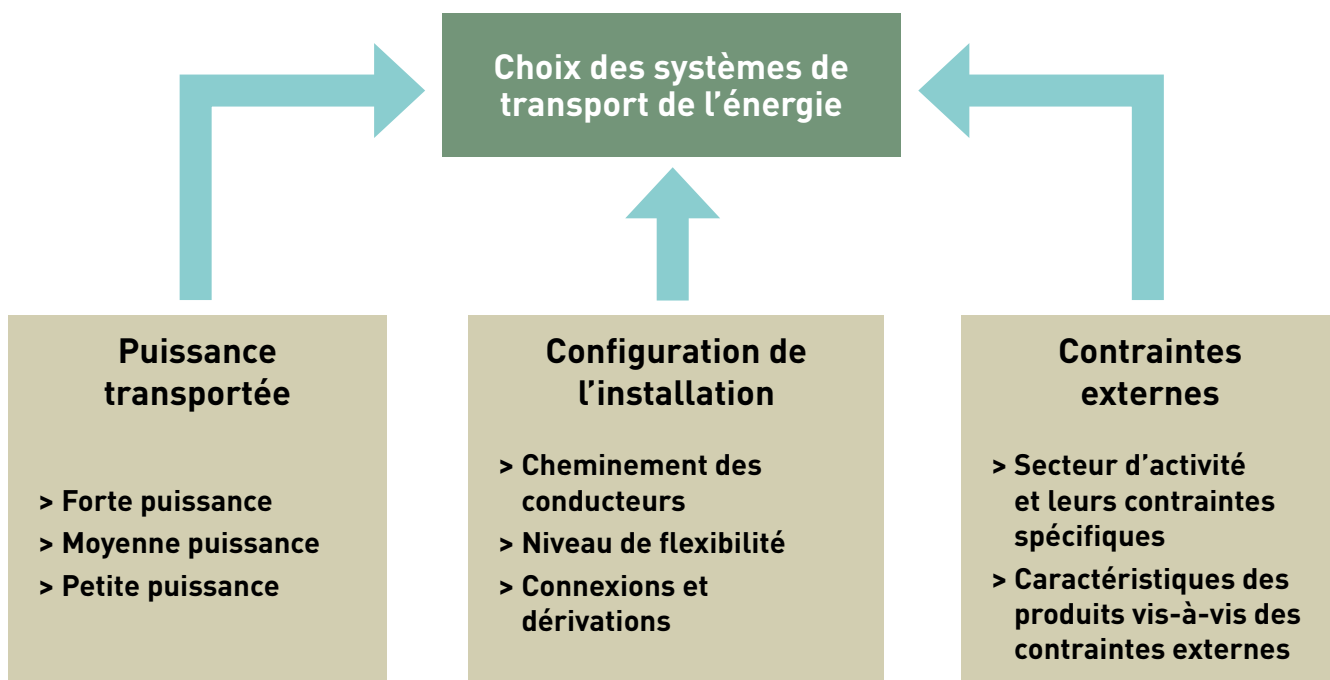 Choix des systèmes de
transport de l'énergie
Puissance
transportée
> Forte puissance
> Moyenne puissance
> Petite puissance
Configuration de
l'installation
> Cheminement des
conducteurs
> Niveau de flexibilité
> Connexions et
dérivations
Contraintes
externes
> Secteur d'activité
et leurs contraintes
spécifiques
> Caractéristiques des
produits vis-à-vis des
contraintes externes